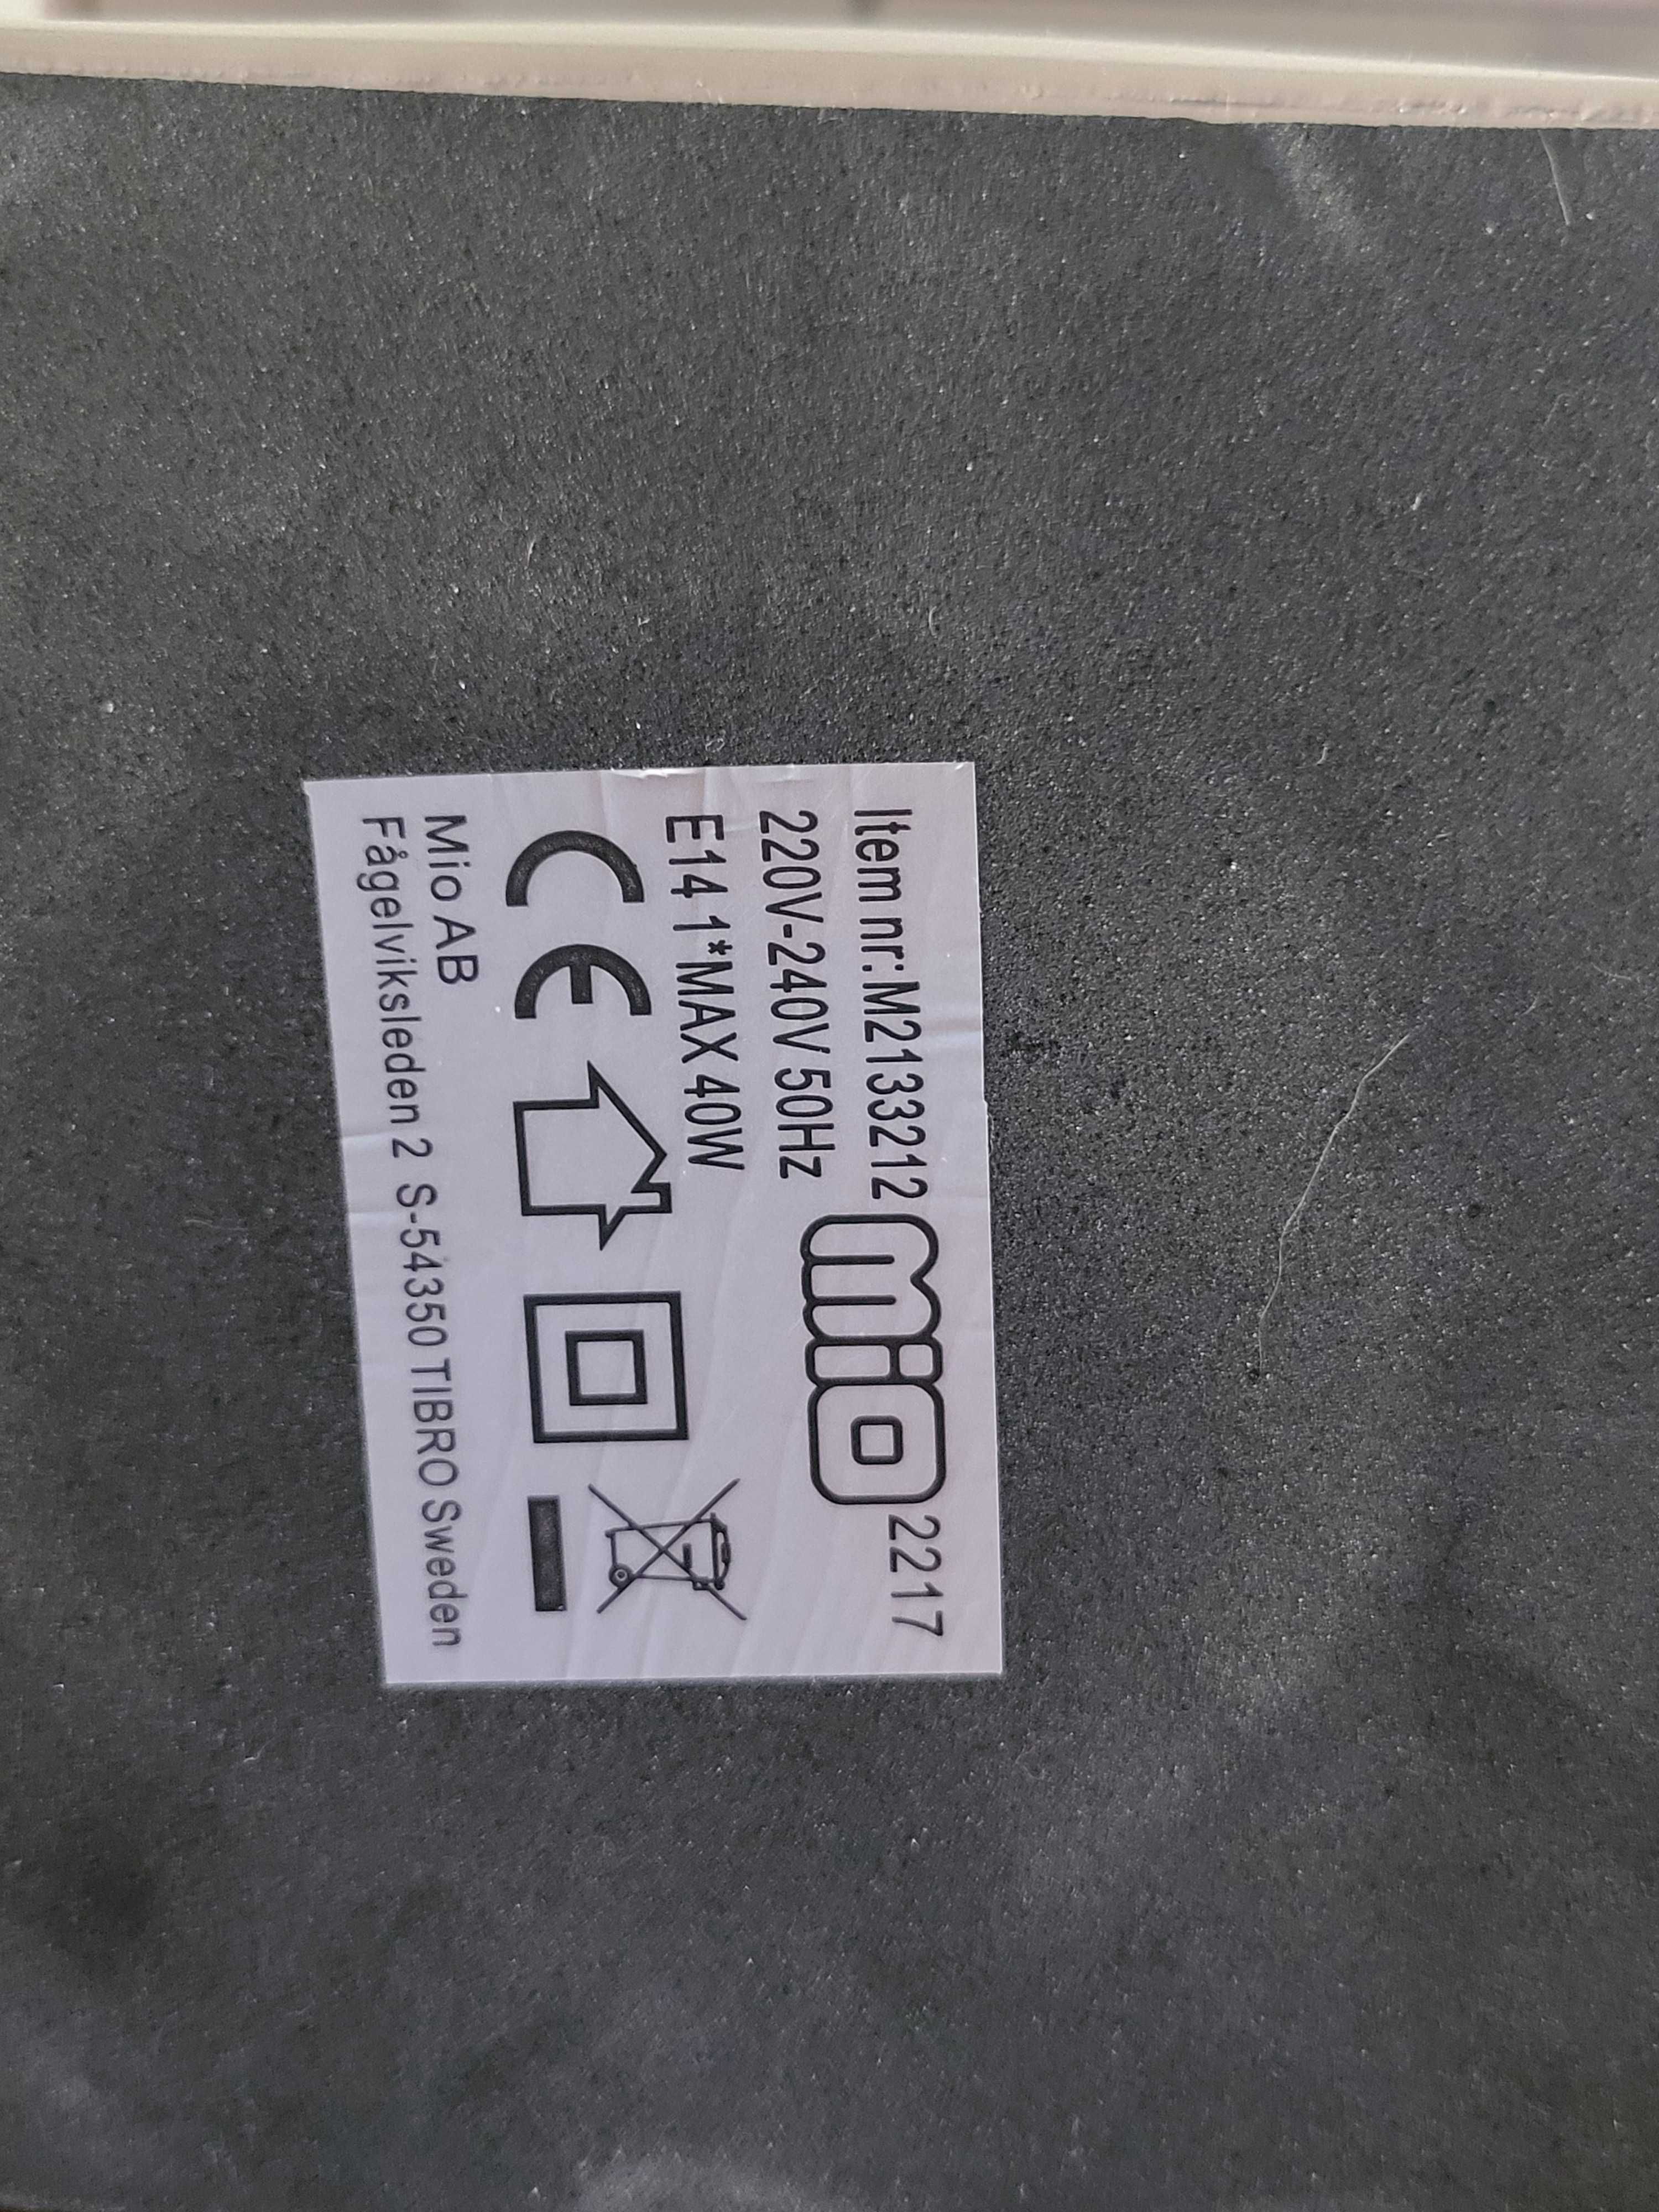 Item nr.:M2133212 mio 2217
220V-240V 50Hz
E14 1*MAX 40W
CE
Mio AB
Fågelviksleden 2 S-54350 TIBRO Sweden